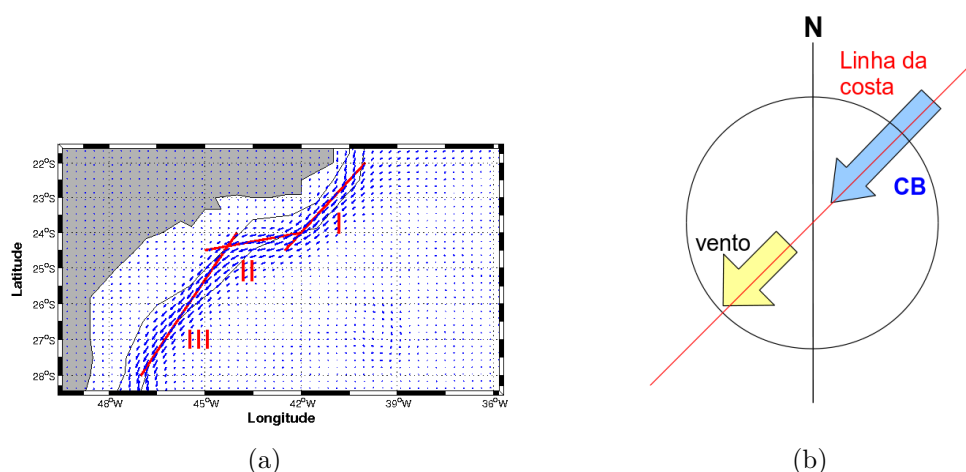 22°S
23°S
24°S
25°S
26°S
27°S
28°S
Latitude
48°W
45°W
42°W
39°W
36°W
Longitude
I
II
III
(a)
N
Linha da
costa
CB
vento
(b)